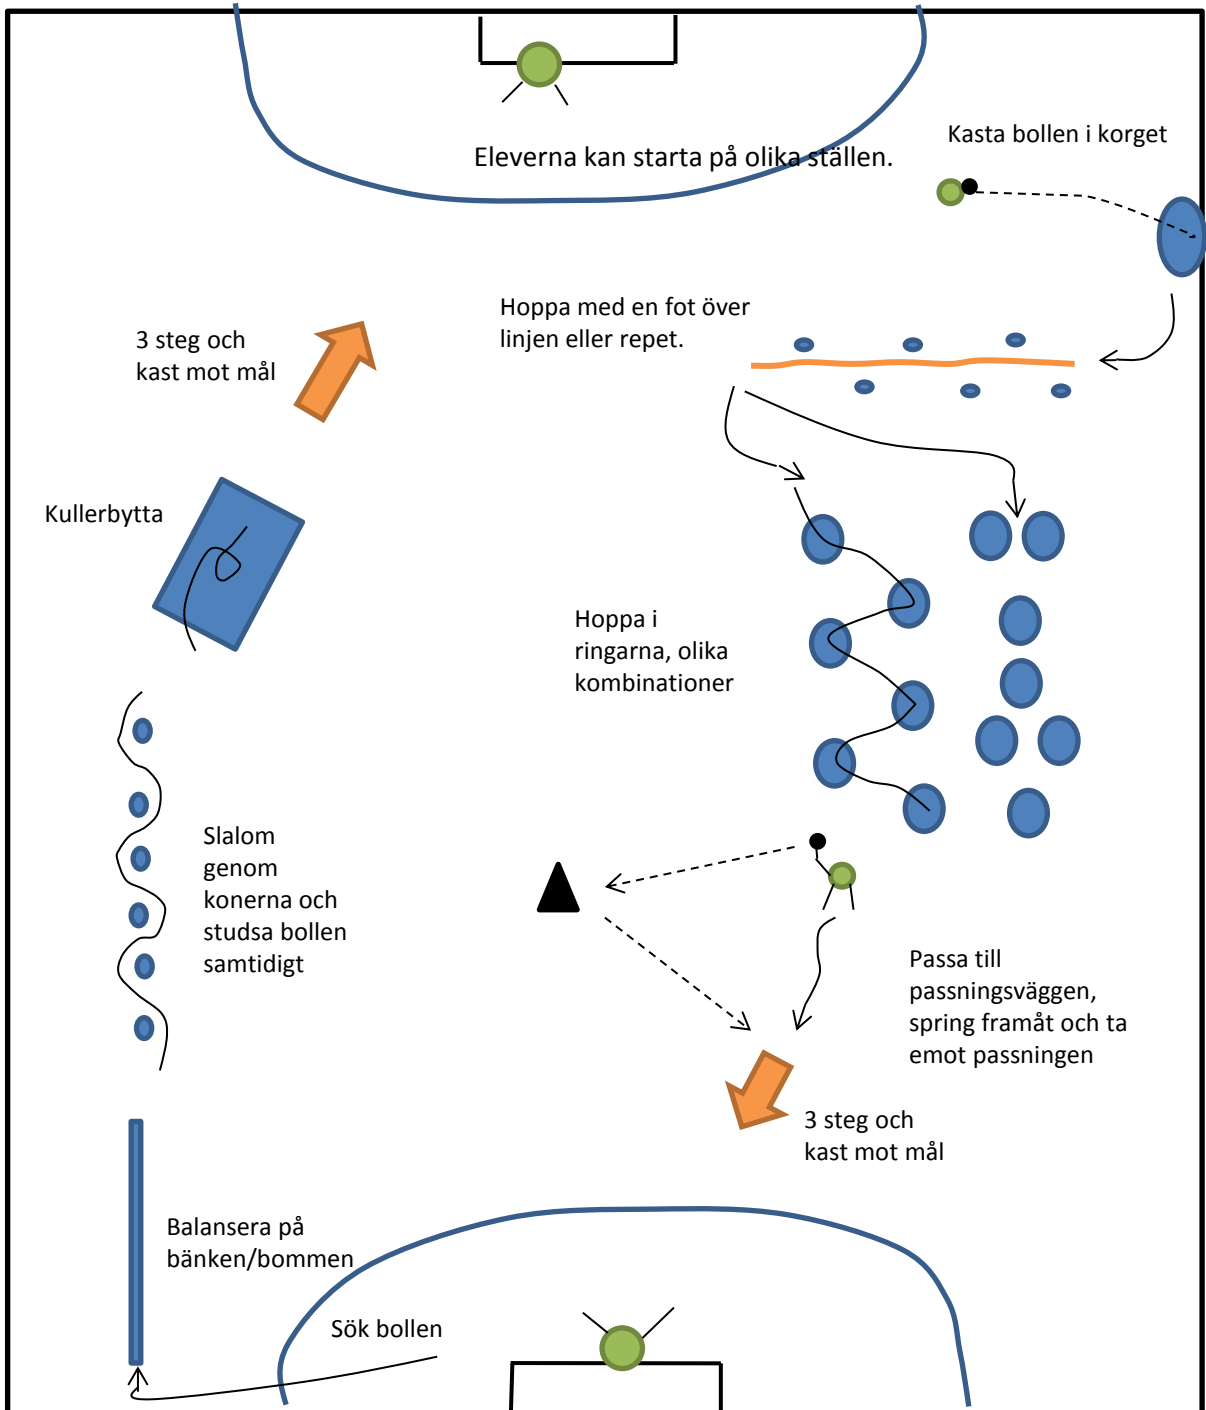 Kasta bollen i korget
Eleverna kan starta på olika ställen.
Hoppa med en fot över
linjen eller repet.
3 steg och
kast mot mål
Kullerbytta
Hoppa i
ringarna, olika
kombinationer
Slalom
genom
konerna och
studsa bollen
samtidigt
Passa till
passningsväggen,
spring framåt och ta
emot passningen
3 steg och
kast mot mål
Balansera på
bänken/bommen
Sök bollen